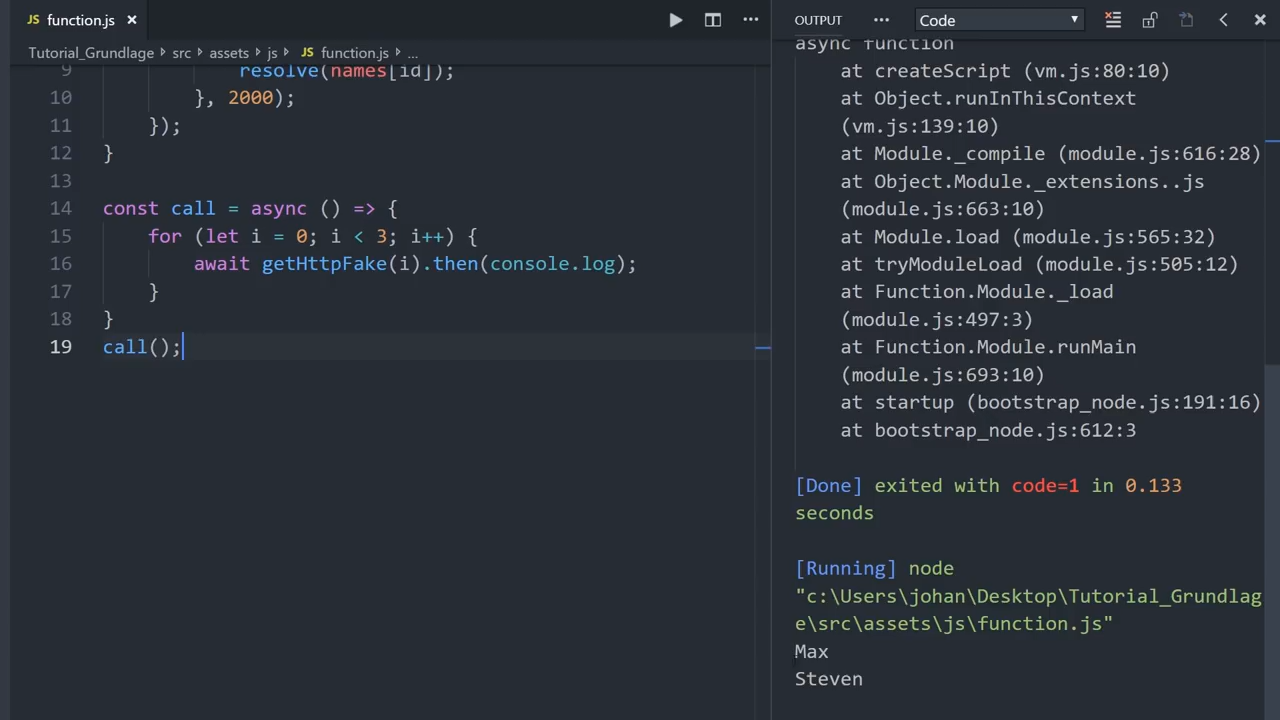 JS function.js ×
Tutorial_Grundlage > src > assets > js > JS function.js > ...
9 resolve(names[id]);
10 }, 2000);
11 });
12 }
13
14 const call = async () => {
15 for (let i = 0; i < 3; i++) {
16 await getHttpFake(i).then(console.log);
17 }
18 }
19 call();
OUTPUT ... Code
async function
at createScript (vm.js:80:10)
at Object.runInThisContext
(vm.js:139:10)
at Module._compile (module.js:616:28)
at Object.Module._extensions..js
(module.js:663:10)
at Module.load (module.js:565:32)
at tryModuleLoad (module.js:505:12)
at Function.Module._load
(module.js:497:3)
at Function.Module.runMain
(module.js:693:10)
at startup (bootstrap_node.js:191:16)
at bootstrap_node.js:612:3
[Done] exited with code=1 in 0.133
seconds
[Running] node
"c:\Users\johan\Desktop\Tutorial_Grundlag
e\src\assets\js\function.js"
Max
Steven